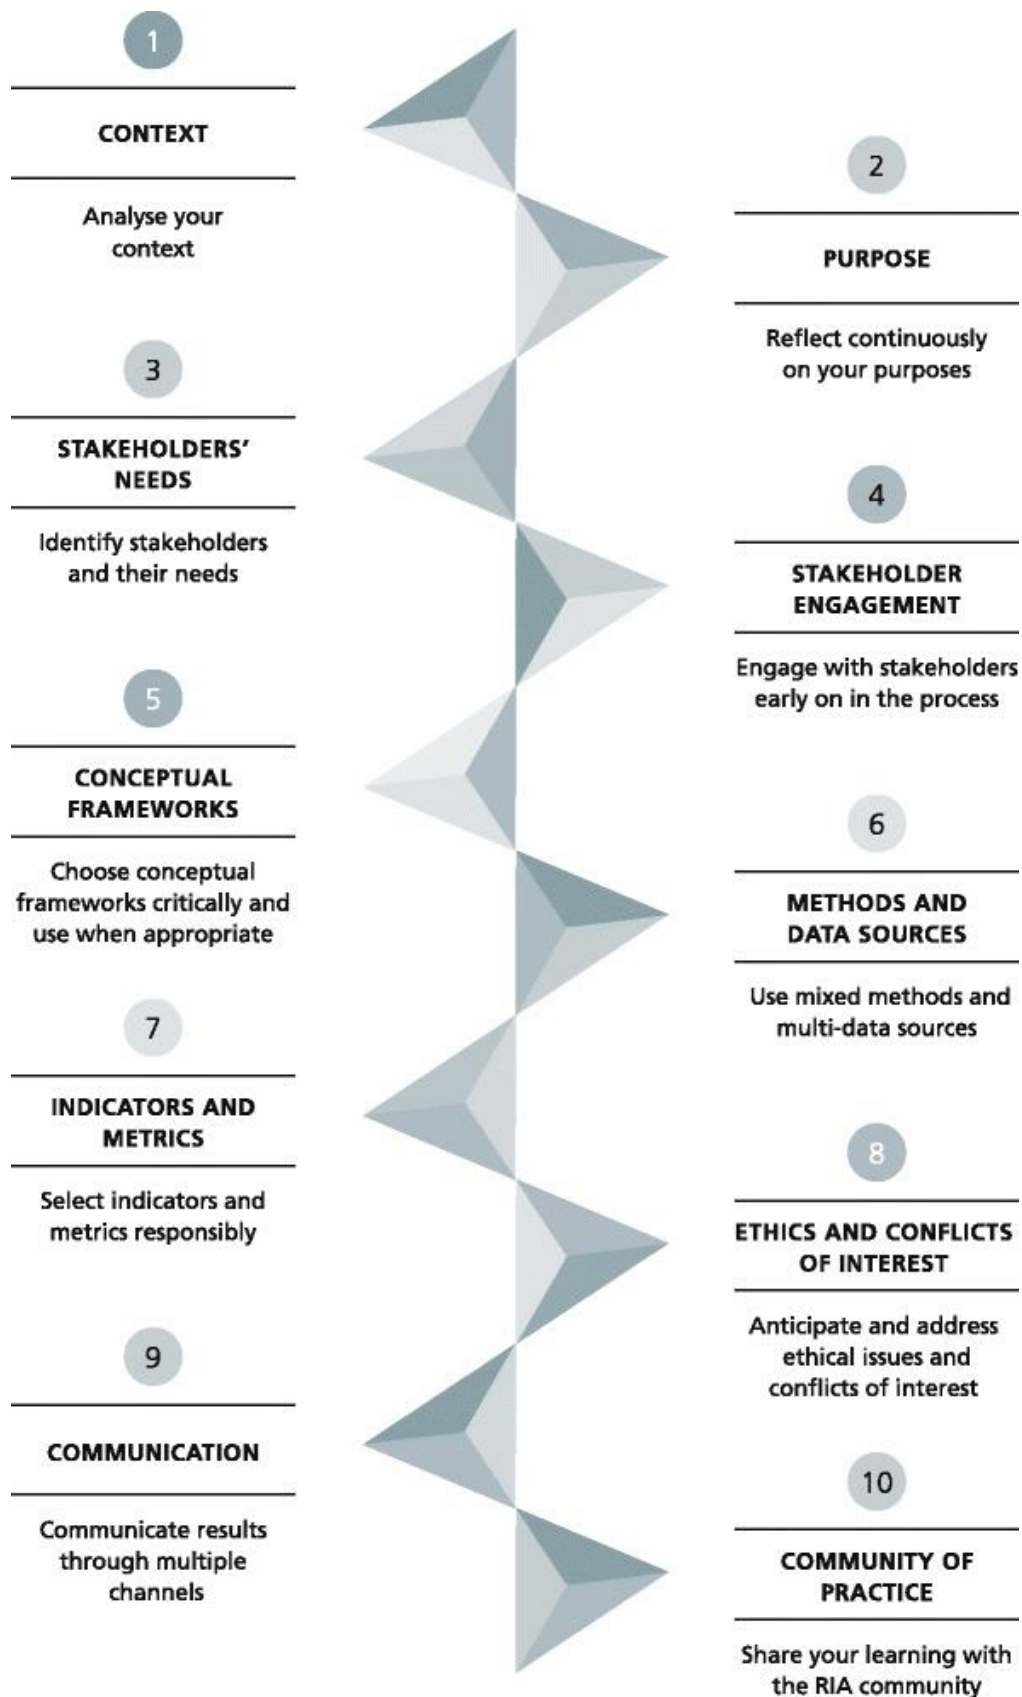 1
CONTEXT
Analyse your
context
2
PURPOSE
Reflect continuously
on your purposes
3
STAKEHOLDERS’
NEEDS
Identify stakeholders
and their needs
4
STAKEHOLDER
ENGAGEMENT
Engage with stakeholders
early on in the process
5
CONCEPTUAL
FRAMEWORKS
Choose conceptual
frameworks critically and
use when appropriate
6
METHODS AND
DATA SOURCES
Use mixed methods and
multi-data sources
7
INDICATORS AND
METRICS
Select indicators and
metrics responsibly
8
ETHICS AND CONFLICTS
OF INTEREST
Anticipate and address
ethical issues and
conflicts of interest
9
COMMUNICATION
Communicate results
through multiple
channels
10
COMMUNITY OF
PRACTICE
Share your learning with
the RIA community